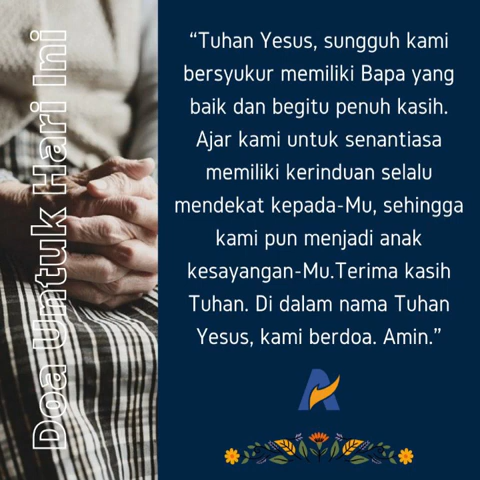 Doa Untuk Hari Ini
“Tuhan Yesus, sungguh kami
bersyukur memiliki Bapa yang
baik dan begitu penuh kasih.
Ajar kami untuk senantiasa
memiliki kerinduan selalu
mendekat kepada-Mu, sehingga
kami pun menjadi anak
kesayangan-Mu.Terima kasih
Tuhan. Di dalam nama Tuhan
Yesus, kami berdoa. Amin.”